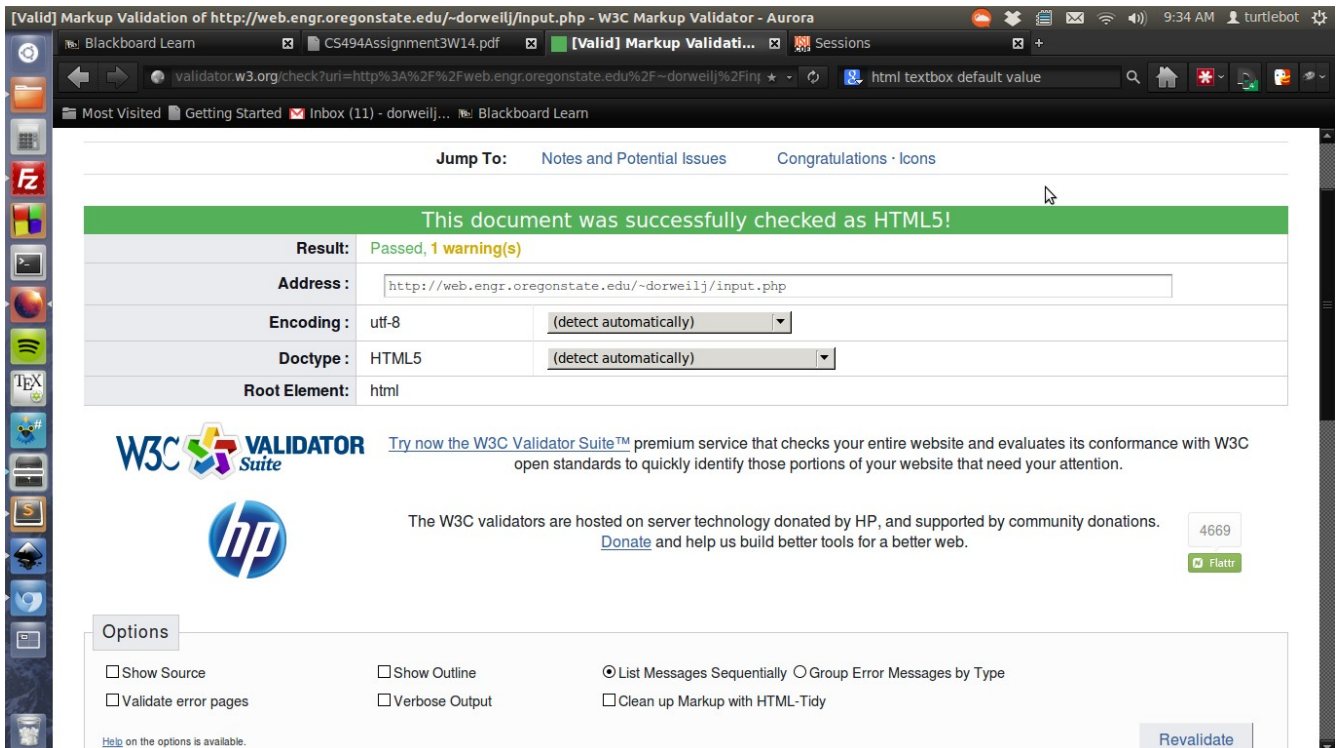 [Valid] Markup Validation of http://web.engr.oregonstate.edu/~dorweilj/input.php - W3C Markup Validator - Aurora
9:34 AM turtlebot
Blackboard Learn
CS494Assignment3W14.pdf
[Valid] Markup Validati...
Sessions
validator.w3.org/check?uri=http%3A%2F%2Fweb.engr.oregonstate.edu%2F~dorweilj%2Finp
html textbox default value
Most Visited Getting Started Inbox (11) - dorweilj... Blackboard Learn
Jump To: Notes and Potential Issues Congratulations · Icons
This document was successfully checked as HTML5!
Result: Passed, 1 warning(s)
Address : http://web.engr.oregonstate.edu/~dorweilj/input.php
Encoding : utf-8 (detect automatically)
Doctype : HTML5 (detect automatically)
Root Element: html
W3C VALIDATOR Suite
Try now the W3C Validator Suite™ premium service that checks your entire website and evaluates its conformance with W3C
open standards to quickly identify those portions of your website that need your attention.
hp
The W3C validators are hosted on server technology donated by HP, and supported by community donations.
Donate and help us build better tools for a better web.
4669
Flattr
Options
Show Source Show Outline List Messages Sequentially Group Error Messages by Type
Validate error pages Verbose Output Clean up Markup with HTML-Tidy
Help on the options is available.
Revalidate
Fz
TEX
S